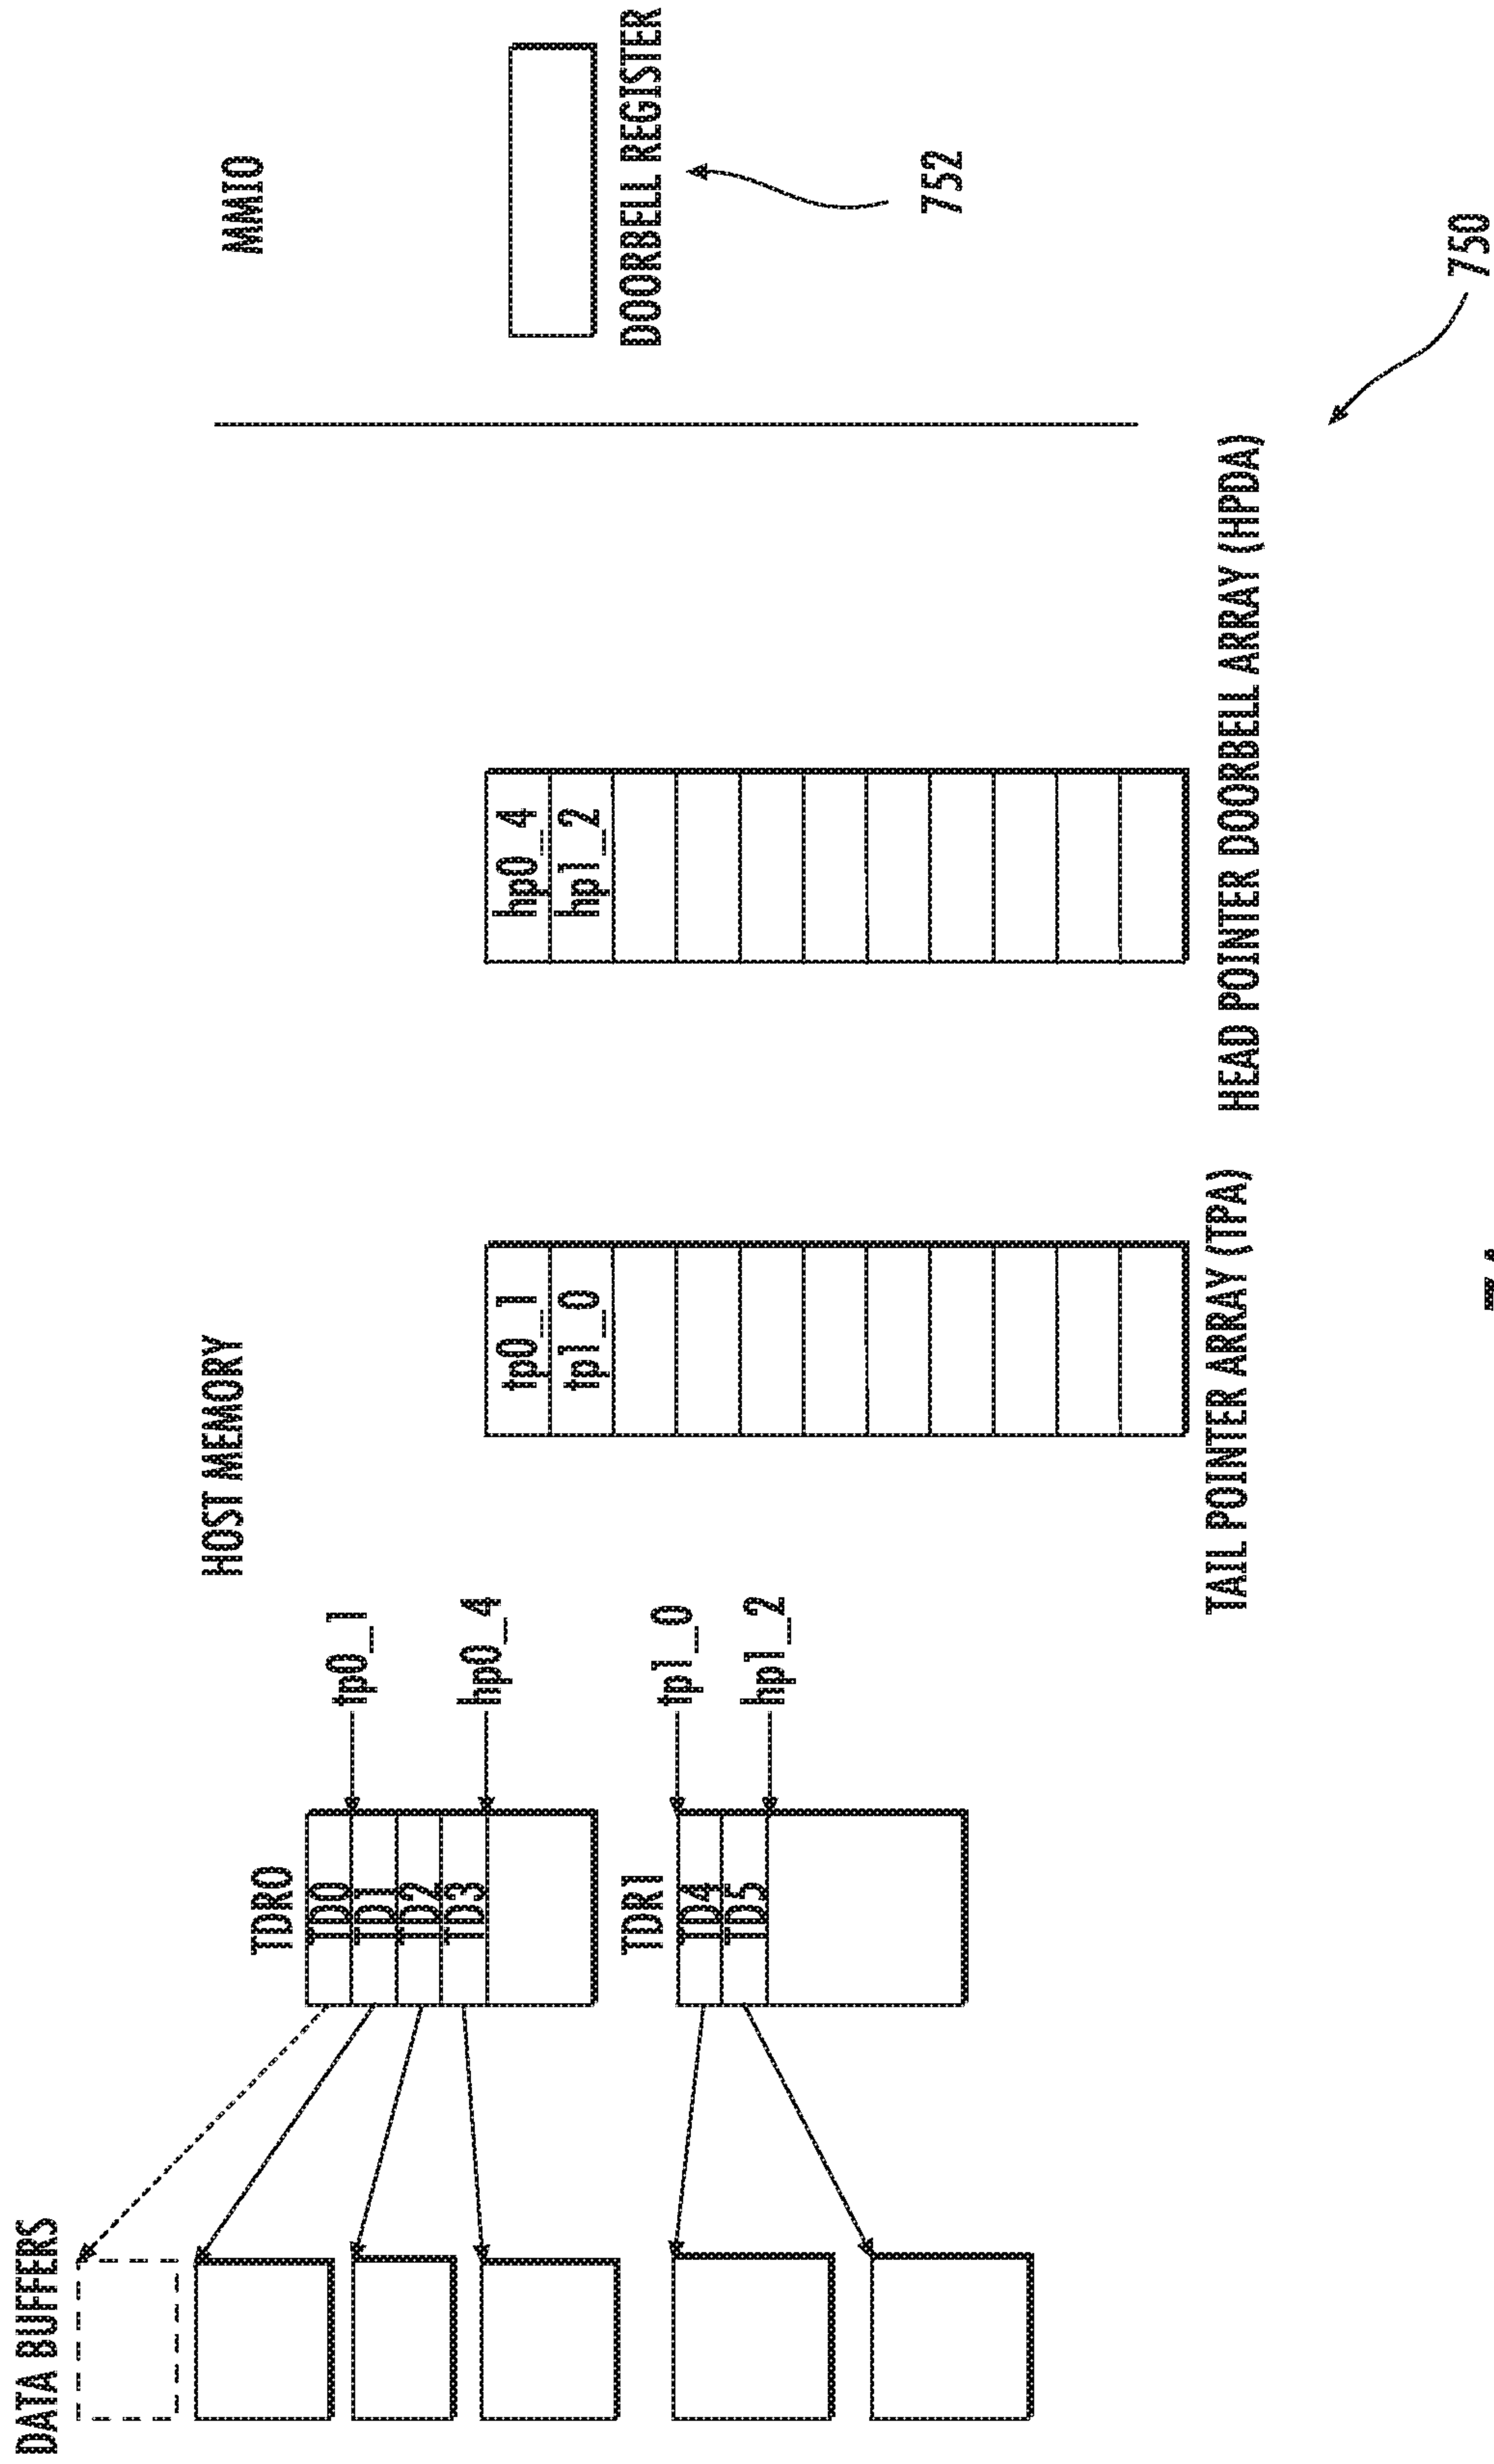 DATA BUFFERS
HOST MEMORY
MMIO
TDR0
TD0
TD1
TD2
TD3
tp0_1
hp0_4
TDR1
TD4
TD5
tp1_0
hp1_2
tp0_1
tp1_0
TAIL POINTER ARRAY (TPA)
hp0_4
hp1_2
HEAD POINTER DOORBELL ARRAY (HPDA)
DOORBELL REGISTER
752
750